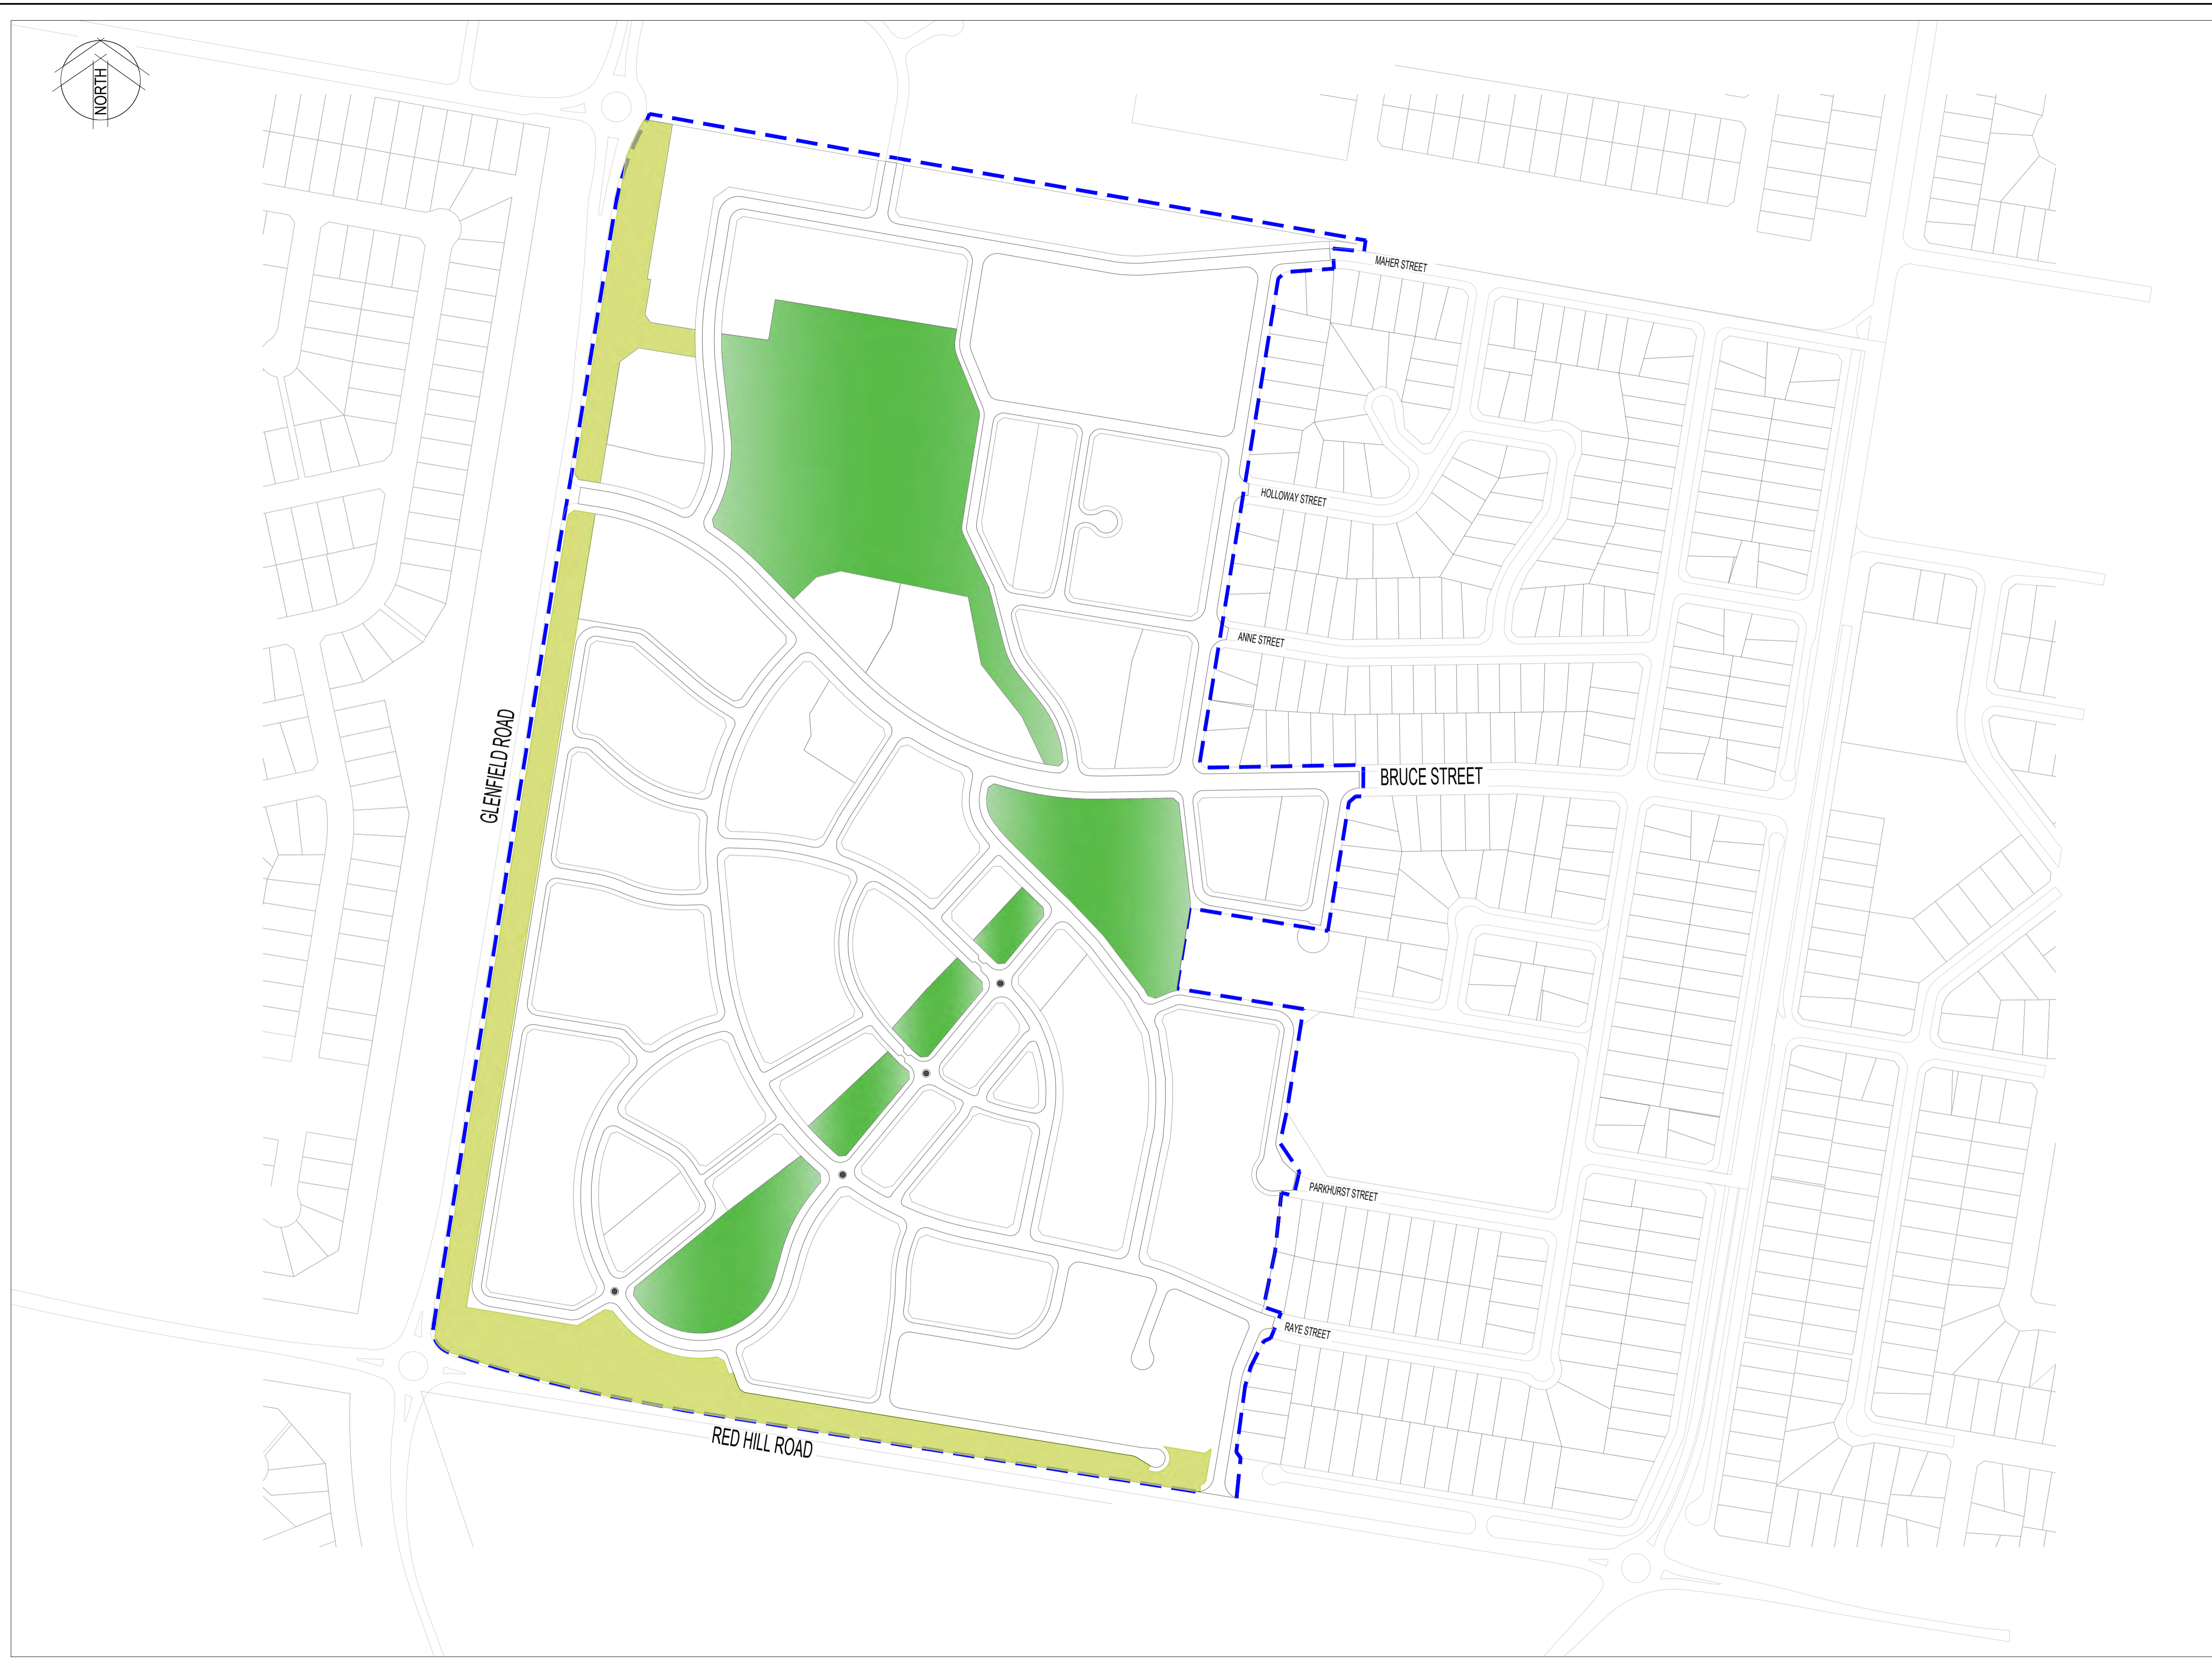 NORTH
MAHER STREET
HOLLOWAY STREET
ANNE STREET
GLENFIELD ROAD
BRUCE STREET
PARKHURST STREET
RAYE STREET
RED HILL ROAD